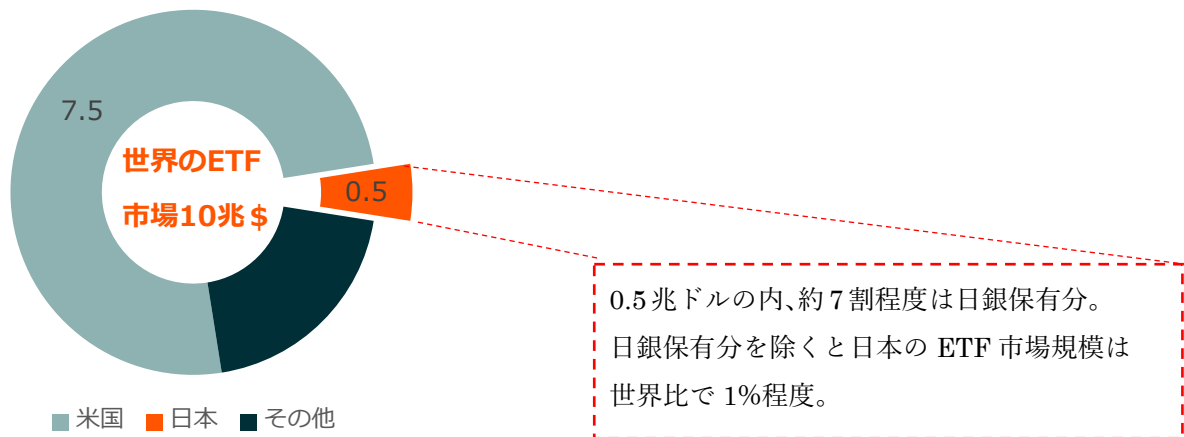 7.5
世界のETF
市場10兆$
0.5
0.5兆ドルの内、約7割程度は日銀保有分。
日銀保有分を除くと日本の ETF 市場規模は
世界比で 1%程度。
米国 日本 その他